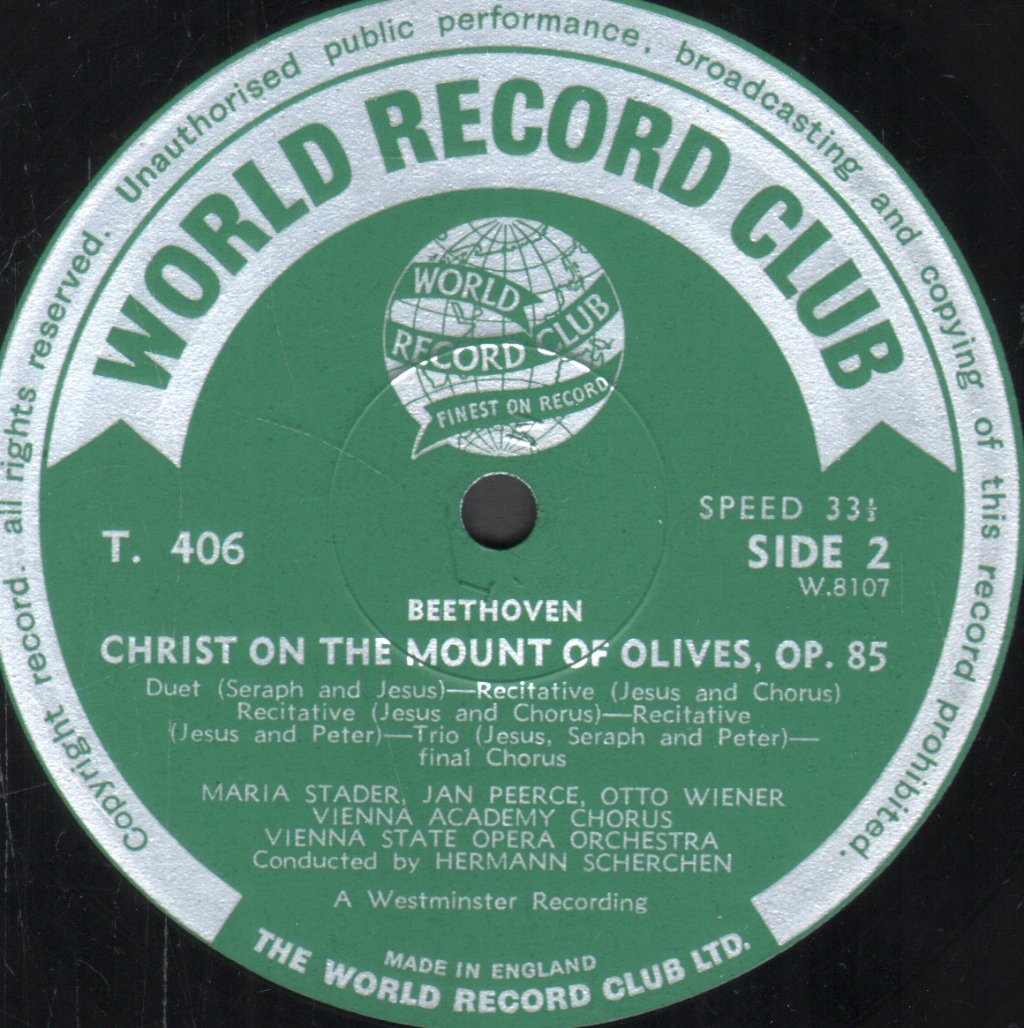 Copyright record. all rights reserved. Unauthorised public performance, broadcasting and copying of this record prohibited.
WORLD RECORD CLUB
WORLD
RECORD CLUB
FINEST ON RECORD
SPEED 33⅓
T. 406
SIDE 2
W.8107
BEETHOVEN
CHRIST ON THE MOUNT OF OLIVES, OP. 85
Duet (Seraph and Jesus)—Recitative (Jesus and Chorus)
Recitative (Jesus and Chorus)—Recitative
(Jesus and Peter)—Trio (Jesus, Seraph and Peter)—
final Chorus
MARIA STADER, JAN PEERCE, OTTO WIENER
VIENNA ACADEMY CHORUS
VIENNA STATE OPERA ORCHESTRA
Conducted by HERMANN SCHERCHEN
A Westminster Recording
MADE IN ENGLAND
THE WORLD RECORD CLUB LTD.